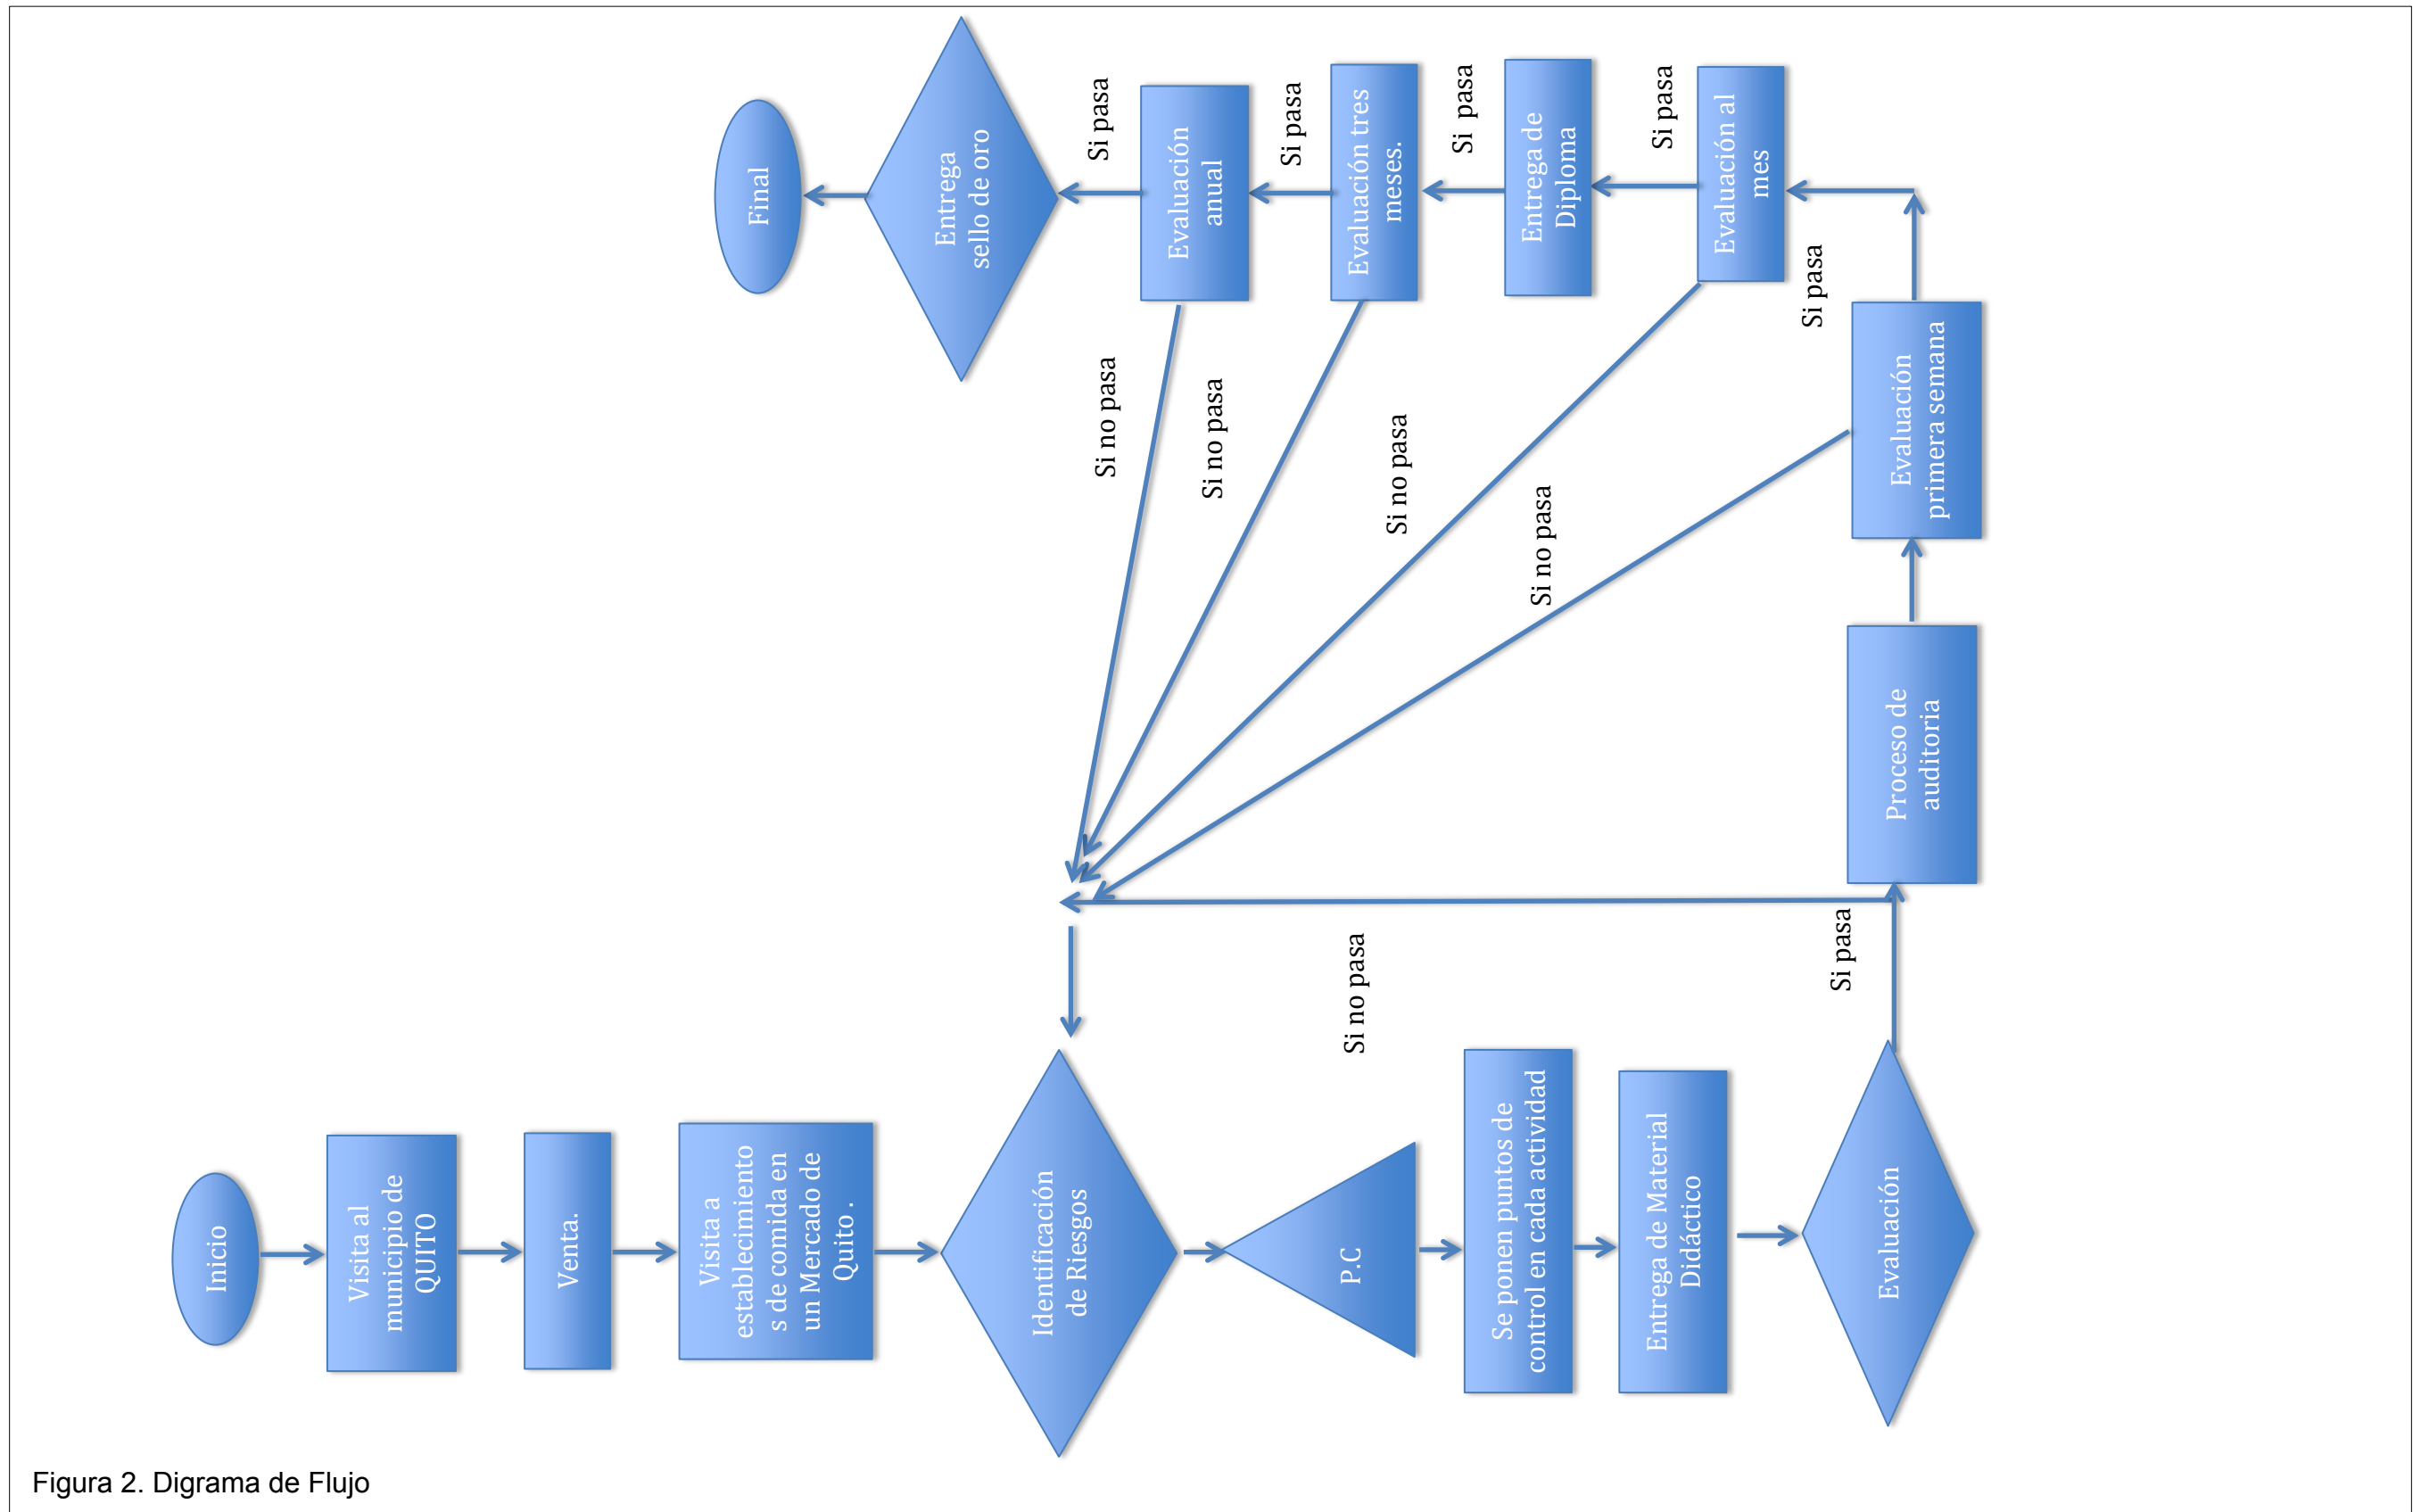 Inicio
Visita al
municipio de
QUITO
Venta.
Visita a
establecimiento
s de comida en
un Mercado de
Quito .
Identificación
de Riesgos
P.C
Se ponen puntos de
control en cada actividad
Entrega de Material
Didáctico
Evaluación
Si no pasa
Si pasa
Proceso de
auditoria
Evaluación
primera semana
Si no pasa
Si pasa
Evaluación al
mes
Si no pasa
Si pasa
Entrega de
Diploma
Si pasa
Evaluación tres
meses.
Si no pasa
Si pasa
Evaluación
anual
Si no pasa
Si pasa
Entrega
sello de oro
Final
Figura 2. Digrama de Flujo